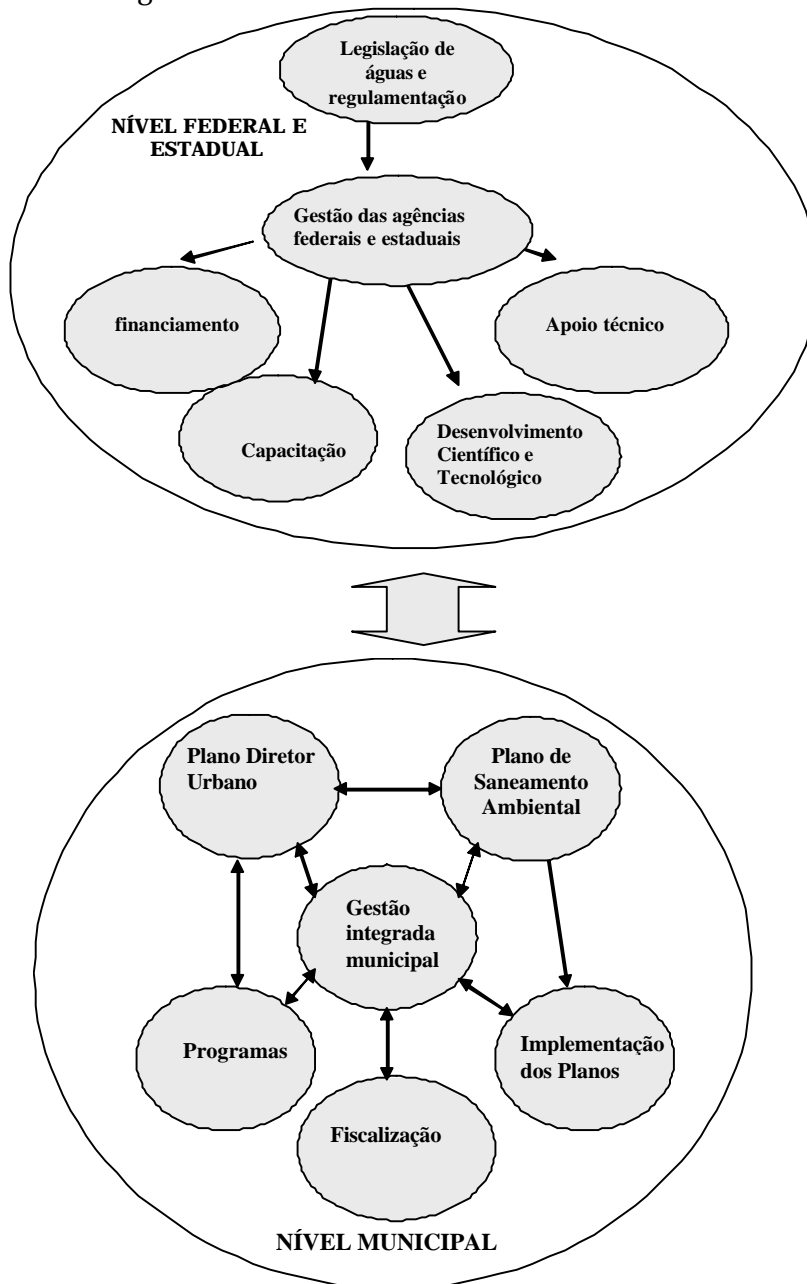 Legislação de
águas e
regulamentação
NÍVEL FEDERAL E
ESTADUAL
Gestão das agências
federais e estaduais
financiamento
Apoio técnico
Capacitação
Desenvolvimento
Científico e
Tecnológico
Plano Diretor
Urbano
Plano de
Saneamento
Ambiental
Gestão
integrada
municipal
Programas
Implementação
dos Planos
Fiscalização
NÍVEL MUNICIPAL